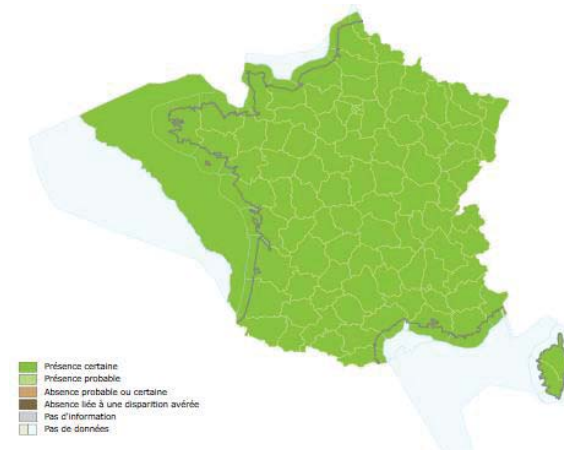 Présence certaine
Présence probable
Absence probable ou certaine
Absence liée à une disparition avérée
Pas d'information
Pas de données